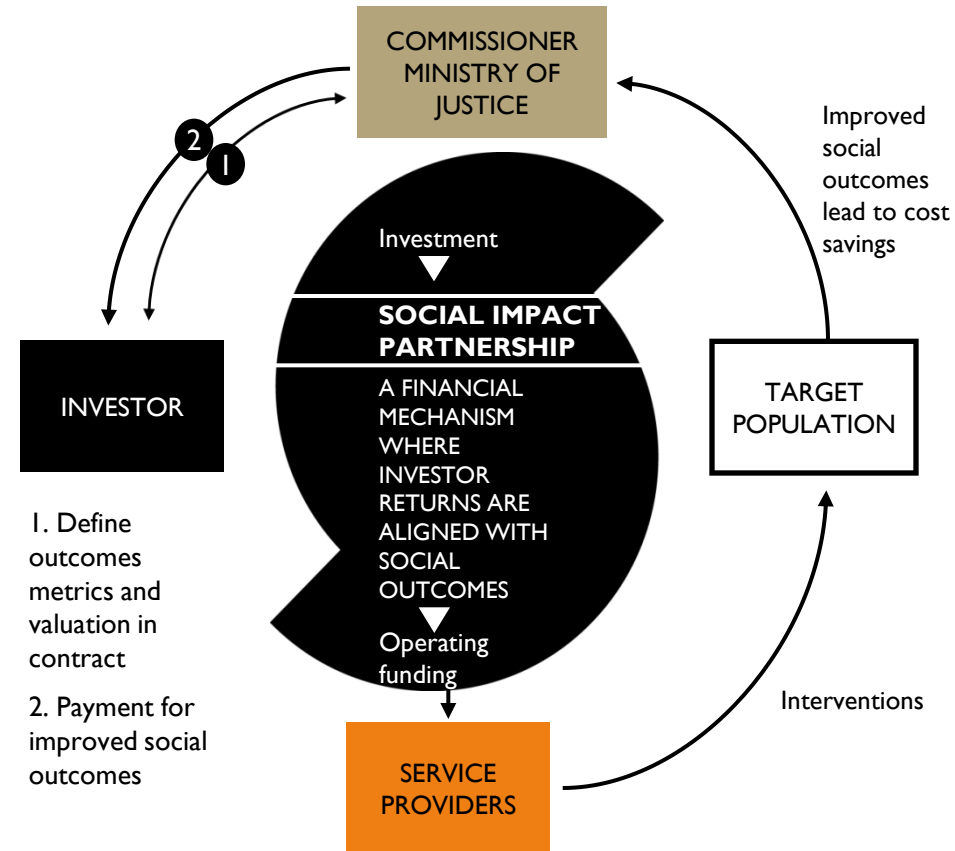 COMMISSIONER
MINISTRY OF
JUSTICE
2
1
Improved
social
outcomes
lead to cost
savings
Investment
SOCIAL IMPACT
PARTNERSHIP
A FINANCIAL
MECHANISM
WHERE
INVESTOR
RETURNS ARE
ALIGNED WITH
SOCIAL
OUTCOMES
Operating
funding
INVESTOR
TARGET
POPULATION
1. Define
outcomes
metrics and
valuation in
contract
2. Payment for
improved social
outcomes
Interventions
SERVICE
PROVIDERS